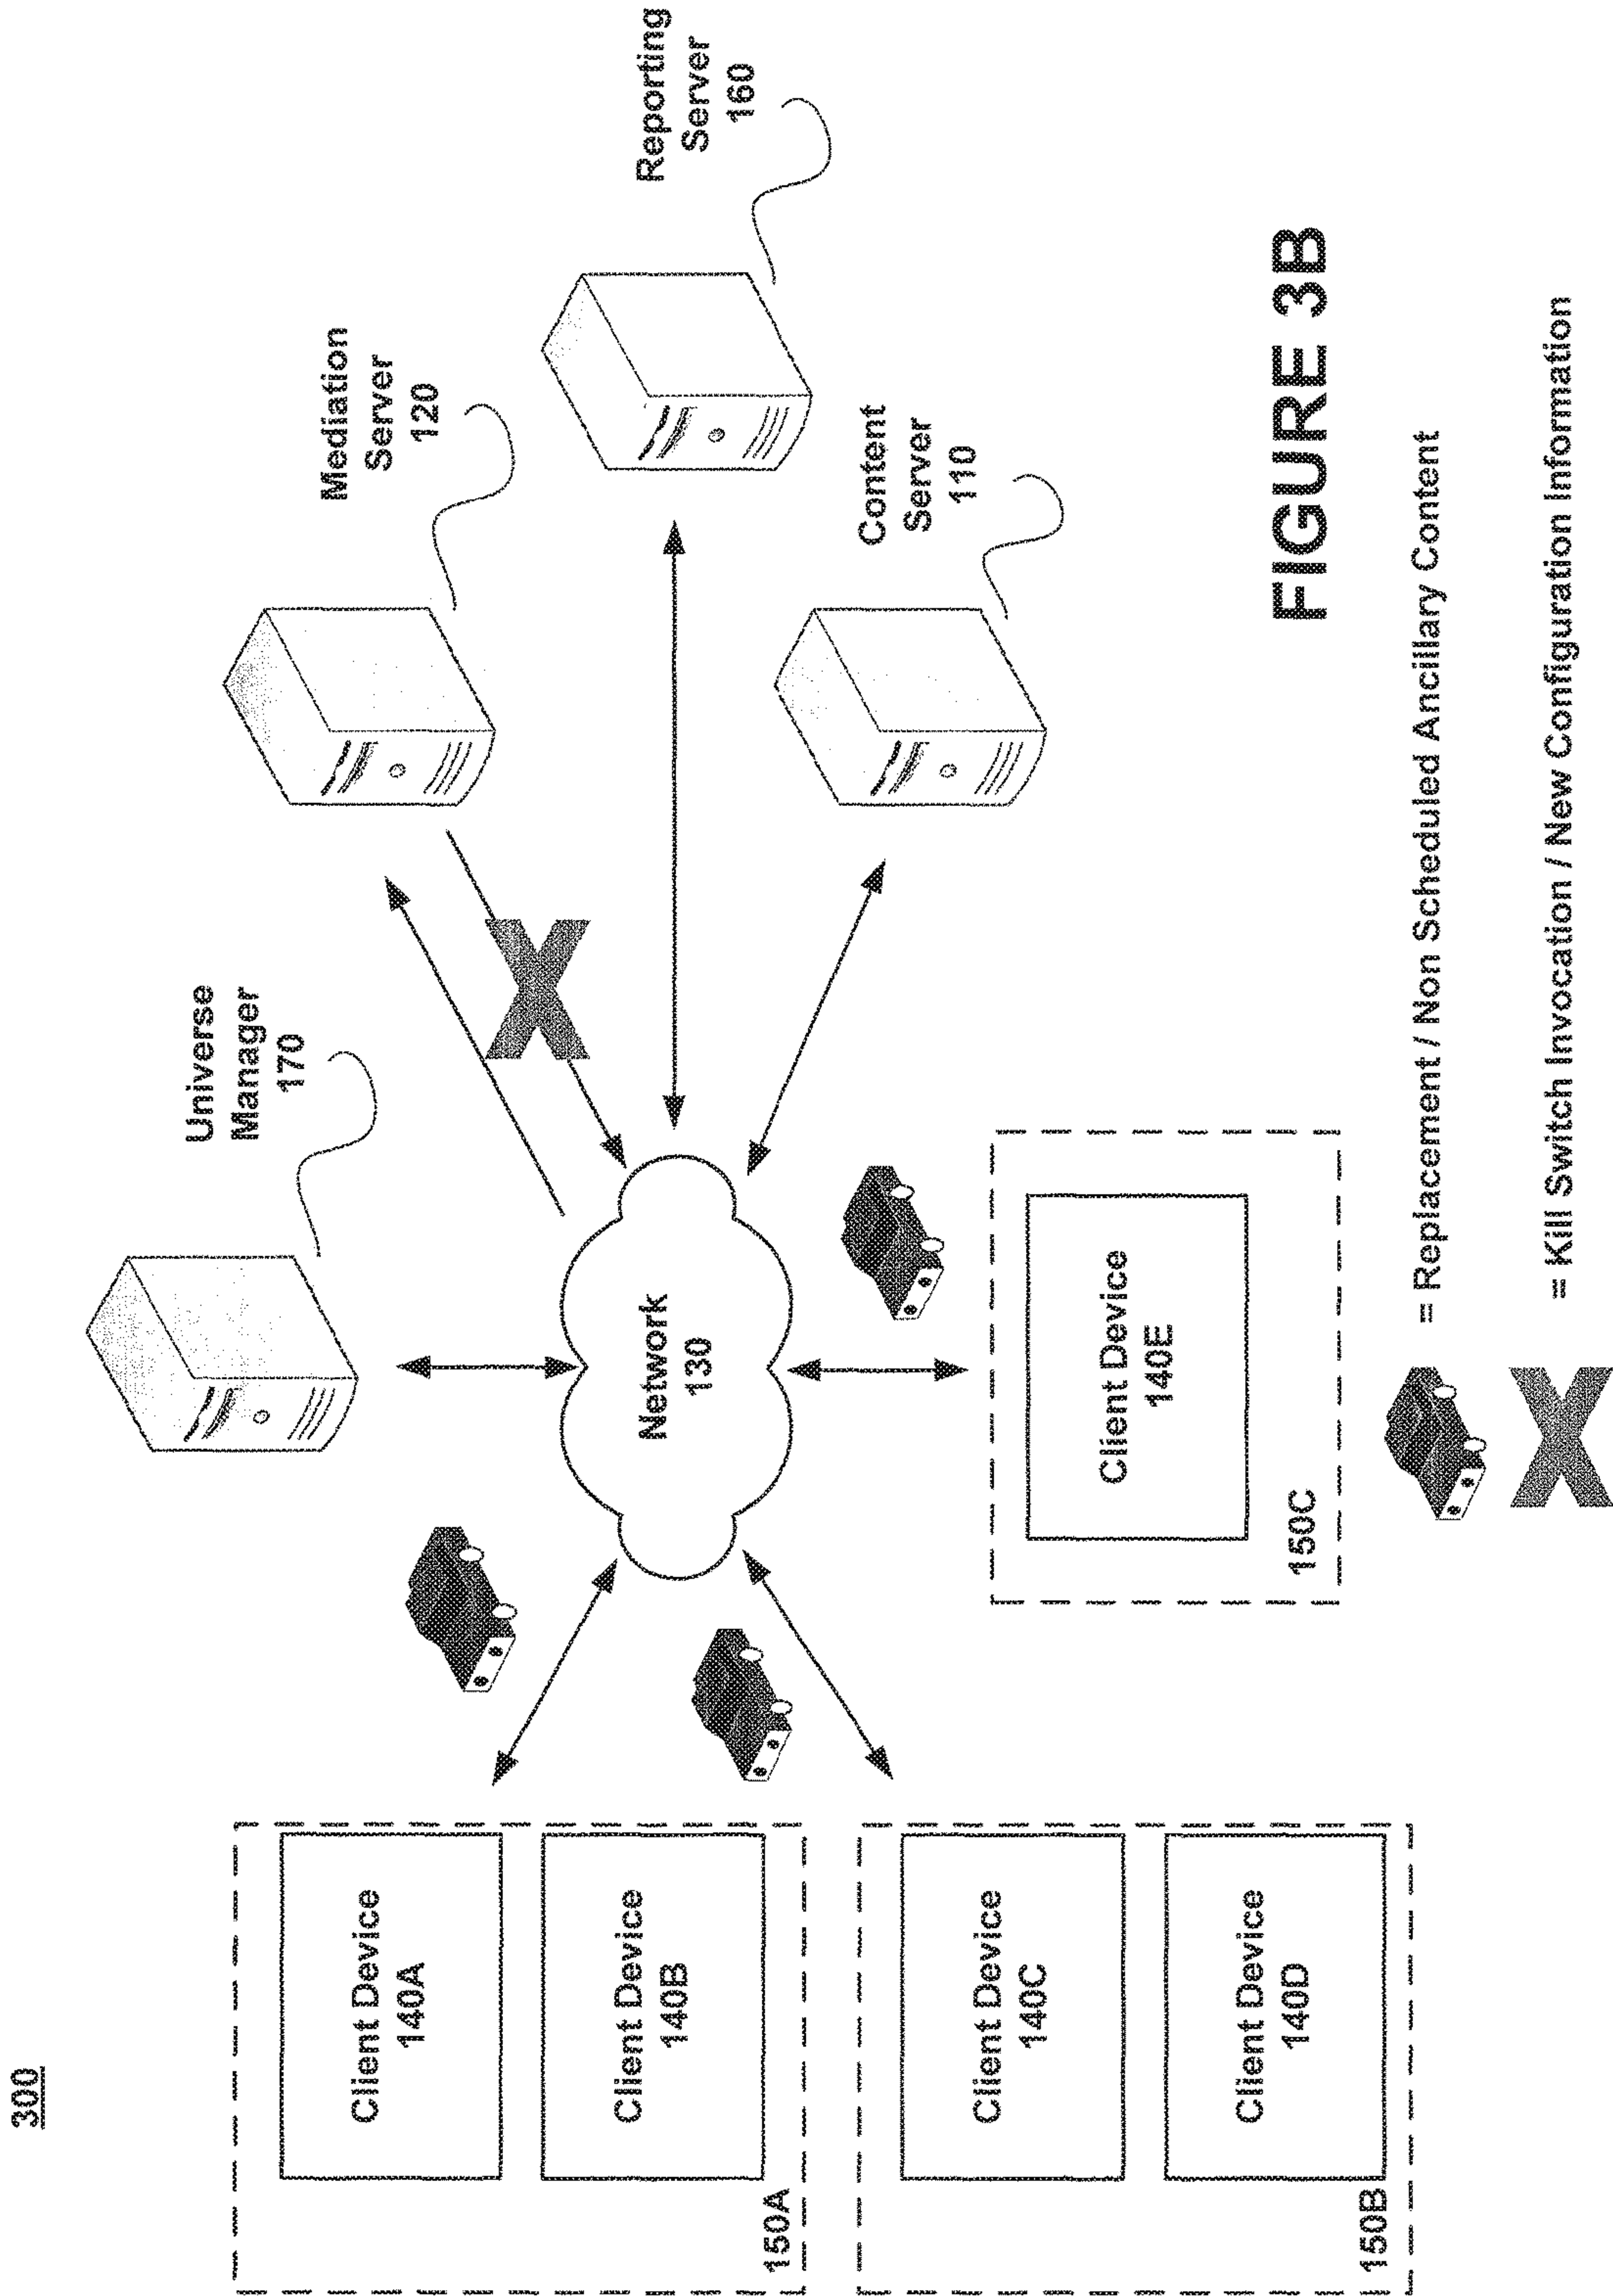 300
Universe
Manager
170
Mediation
Server
120
Reporting
Server
160
Content
Server
110
Network
130
Client Device
140A
Client Device
140B
150A
Client Device
140C
Client Device
140D
150B
Client Device
140E
150C
FIGURE 3B
= Replacement / Non Scheduled Ancillary Content
X = Kill Switch Invocation / New Configuration Information